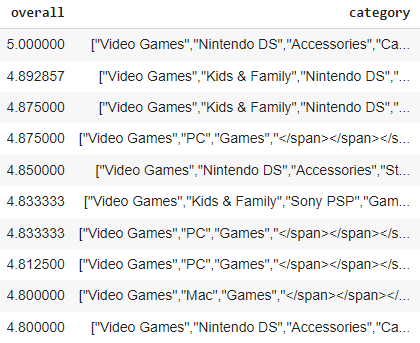 overall category
5.000000 ["Video Games","Nintendo DS","Accessories","Ca...
4.892857 ["Video Games","Kids & Family","Nintendo DS","...
4.875000 ["Video Games","Kids & Family","Nintendo DS","...
4.875000 ["Video Games","PC","Games","</span></span></s...
4.850000 ["Video Games","Nintendo DS","Accessories","St...
4.833333 ["Video Games","Kids & Family","Sony PSP","Gam...
4.833333 ["Video Games","PC","Games","</span></span></s...
4.812500 ["Video Games","PC","Games","</span></span></s...
4.800000 ["Video Games","Mac","Games","</span></span></...
4.800000 ["Video Games","Nintendo DS","Accessories","Ca...